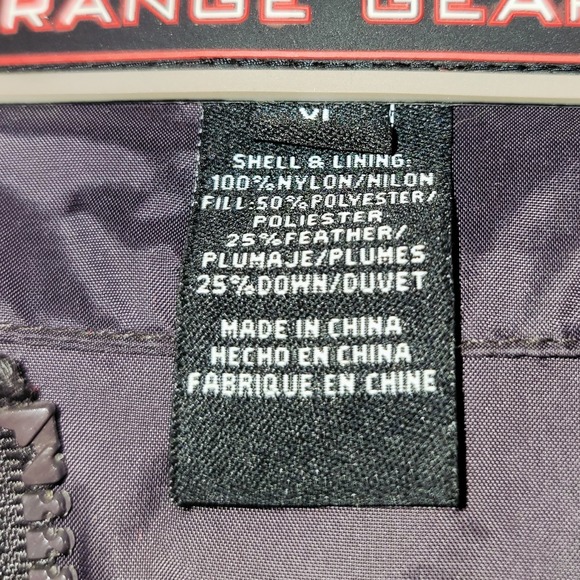 RANGE GEAR
XL
SHELL & LINING:
100%NYLON/NILON
FILL:50%POLYESTER/
POLIESTER
25%FEATHER/
PLUMAJE/PLUMES
25%DOWN/DUVET
MADE IN CHINA
HECHO EN CHINA
FABRIQUE EN CHINE